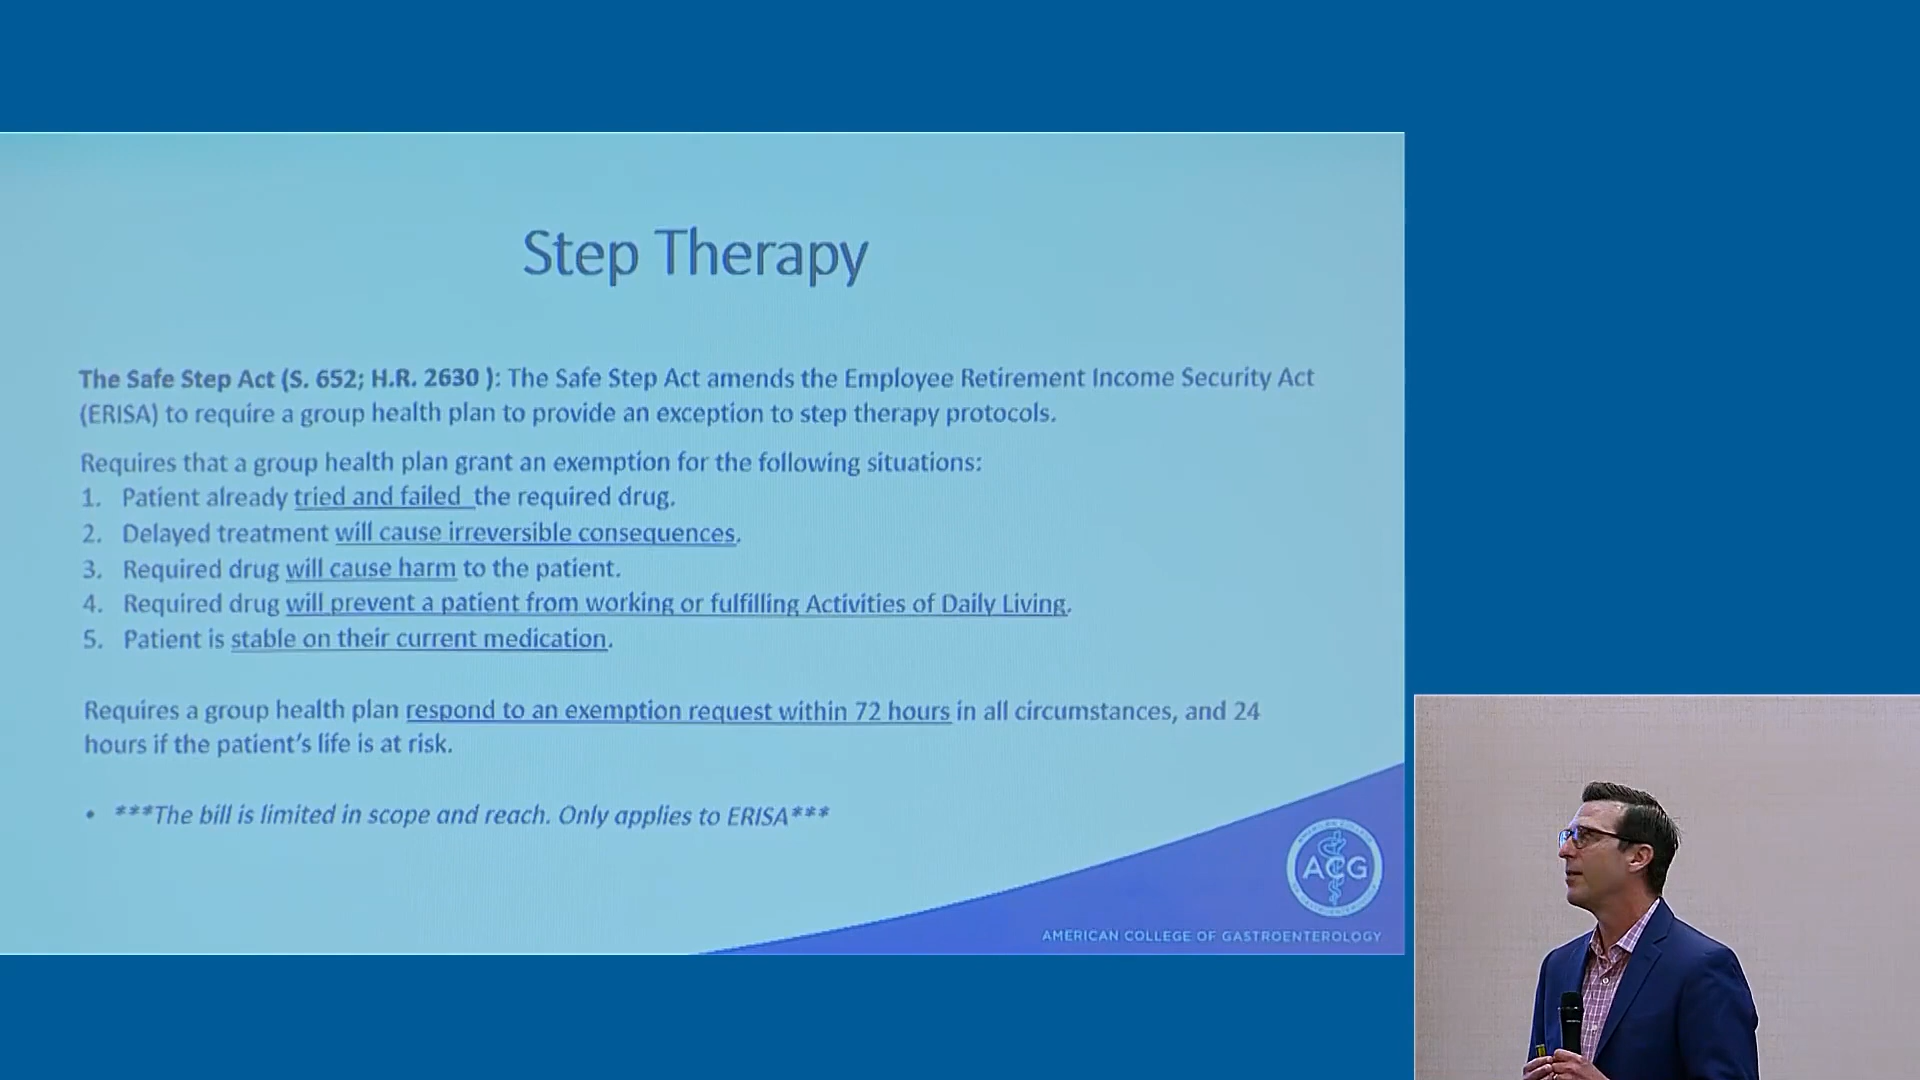 Step Therapy
The Safe Step Act (S. 652; H.R. 2630 ): The Safe Step Act amends the Employee Retirement Income Security Act
(ERISA) to require a group health plan to provide an exception to step therapy protocols.
Requires that a group health plan grant an exemption for the following situations:
1. Patient already tried and failed the required drug.
2. Delayed treatment will cause irreversible consequences.
3. Required drug will cause harm to the patient.
4. Required drug will prevent a patient from working or fulfilling Activities of Daily Living.
5. Patient is stable on their current medication.
Requires a group health plan respond to an exemption request within 72 hours in all circumstances, and 24
hours if the patient's life is at risk.
• ***The bill is limited in scope and reach. Only applies to ERISA***
ACG
AMERICAN COLLEGE OF GASTROENTEROLOGY